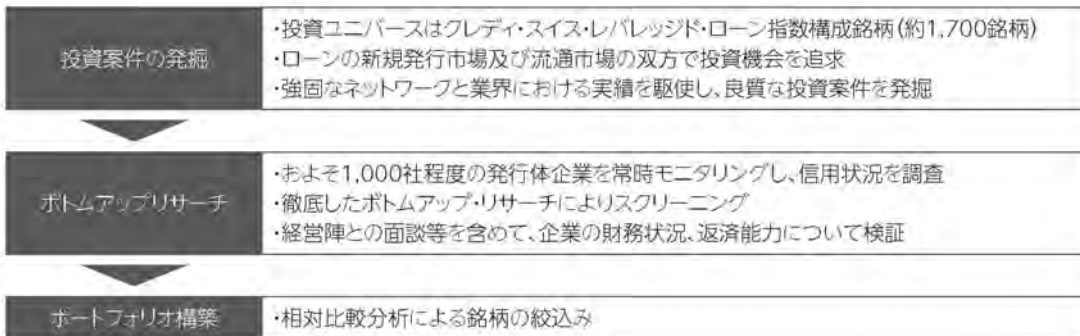 投資案件の発掘
・投資ユニバースはクレディ・スイス・レバレッジド・ローン指数構成銘柄(約1,700銘柄)
・ローンの新規発行市場及び流通市場の双方で投資機会を追求
・強固なネットワークと業界における実績を駆使し、良質な投資案件を発掘
ボトムアップリサーチ
・およそ1,000社程度の発行体企業を常時モニタリングし、信用状況を調査
・徹底したボトムアップ・リサーチによりスクリーニング
・経営陣との面談等を含めて、企業の財務状況、返済能力について検証
ポートフォリオ構築
・相対比較分析による銘柄の絞込み